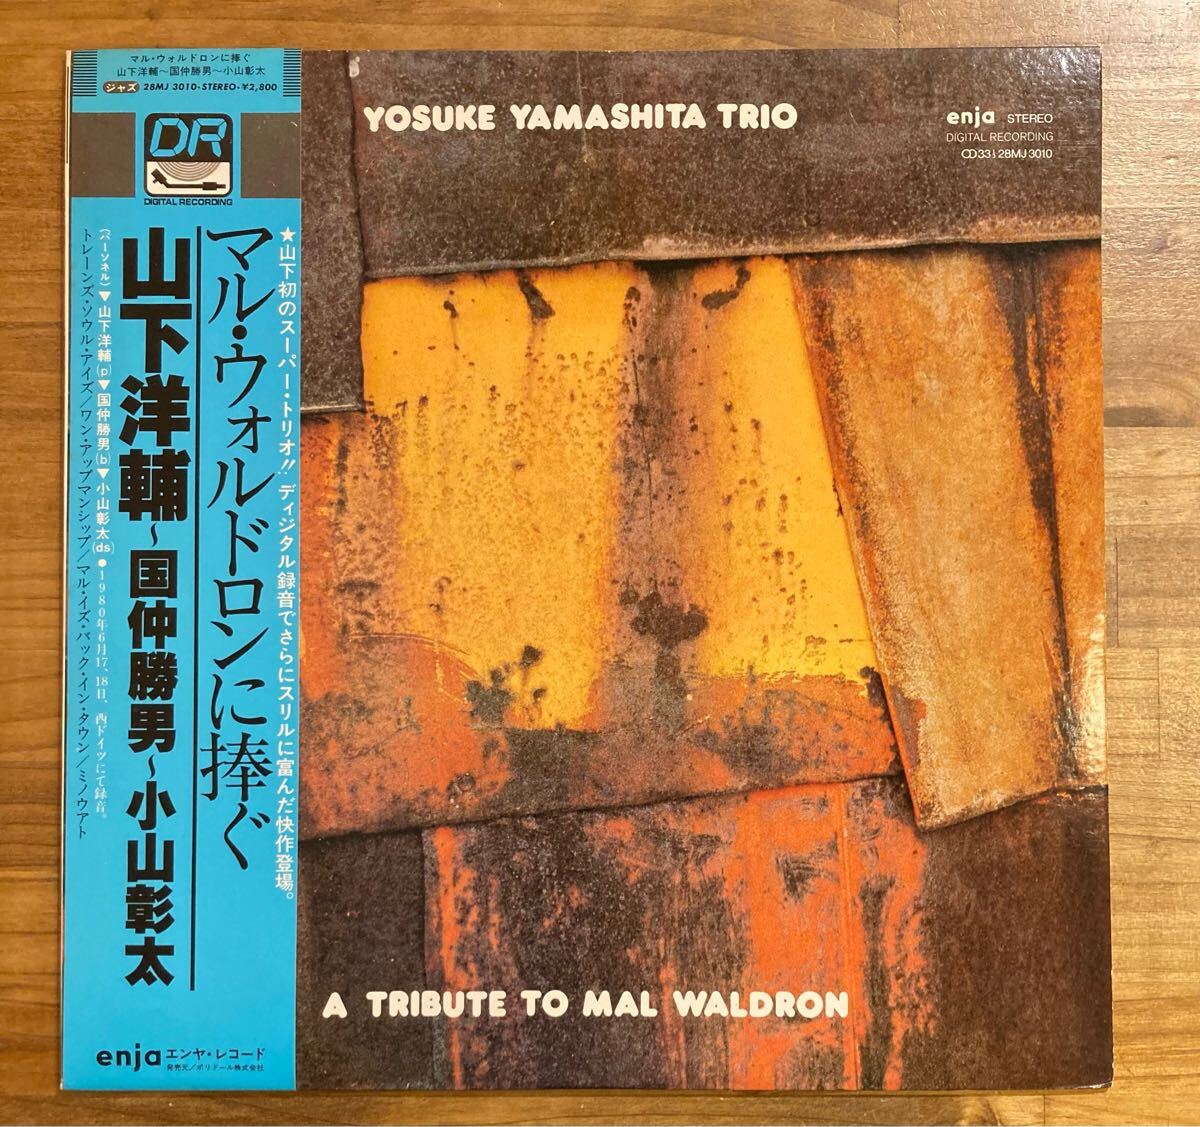 マル・ウォルドロンに捧ぐ
山下洋輔〜国仲勝男〜小山彰太
ジャズ 28MJ 3010・STEREO・¥2,800
DR
DIGITAL RECORDING
★山下初のスーパー・トリオ!! ディジタル録音でさらにスリルに富んだ快作登場。
マル・ウォルドロンに捧ぐ
山下洋輔〜国仲勝男〜小山彰太
(パーソネル)▼山下洋輔(p)▼国仲勝男(b)▼小山彰太(ds)●1980年6月17、18日、西ドイツにて録音。
トレーンズ・ソウル・アイズ/ワン・アップマンシップ/マル・イズ・バック・イン・タウン/ミノウアト
enja エンヤ・レコード
発売元/ポリドール株式会社
YOSUKE YAMASHITA TRIO
enja STEREO
DIGITAL RECORDING
33⅓ 28MJ 3010
A TRIBUTE TO MAL WALDRON